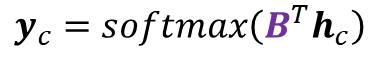 𝒚_c = softmax(𝑩^T 𝒉_c)